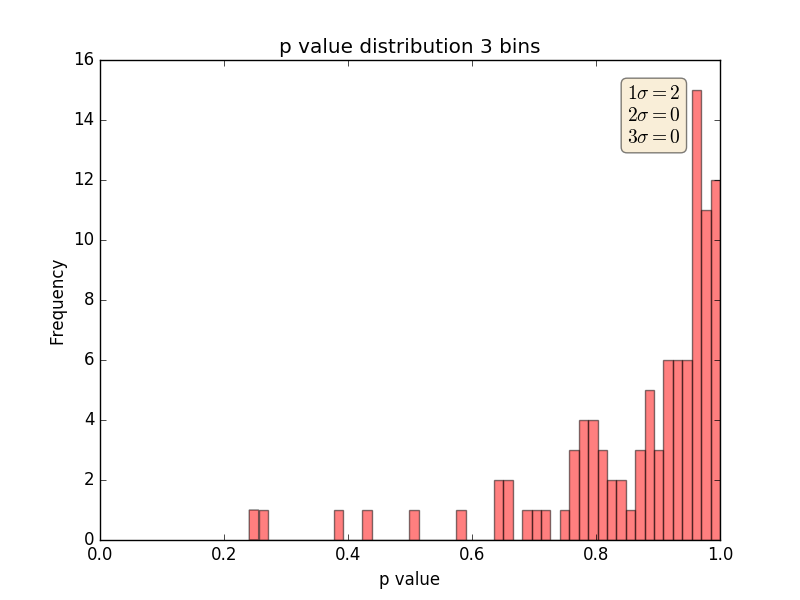 p value distribution 3 bins
16
14
12
10
8
6
4
2
0
Frequency
1σ = 2
2σ = 0
3σ = 0
0.0 0.2 0.4 0.6 0.8 1.0
p value